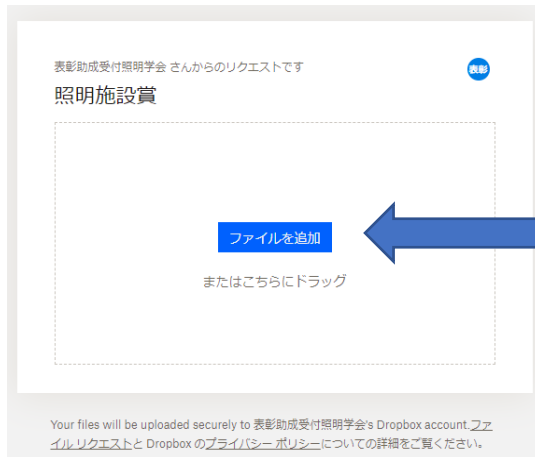 表彰助成受付照明学会 さんからのリクエストです
表彰
照明施設賞
ファイルを追加
またはこちらにドラッグ
Your files will be uploaded securely to 表彰助成受付照明学会's Dropbox account.ファ
イル リクエストと Dropbox のプライバシー ポリシーについての詳細をご覧ください。